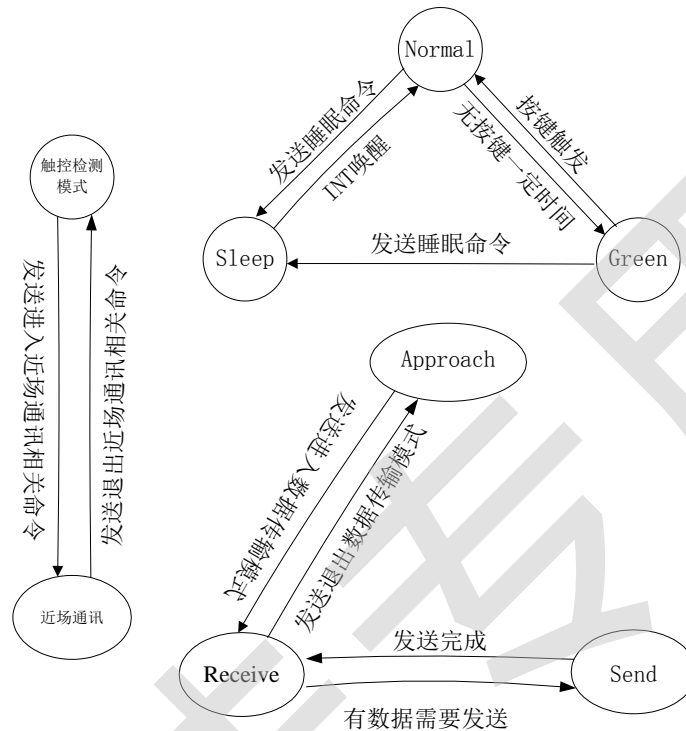 Normal
发送睡眠命令
INT唤醒
无按键一定时间
按键触发
Sleep
发送睡眠命令
Green
触控检测
模式
发送进入近场通讯相关命令
发送退出近场通讯相关命令
近场通讯
Approach
发送进入数据传输模式
发送退出数据传输模式
Receive
发送完成
Send
有数据需要发送